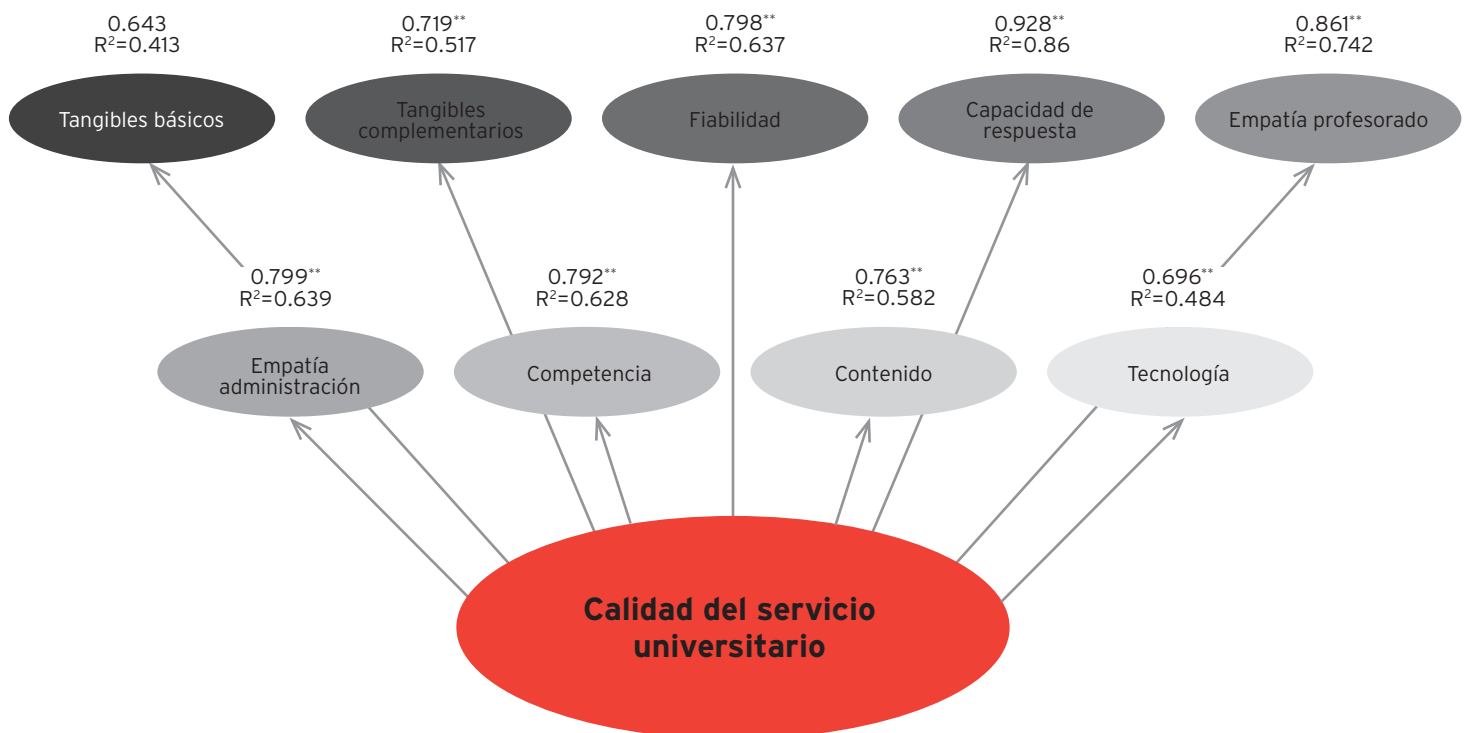 0.643
R²=0.413
0.719**
R²=0.517
0.798**
R²=0.637
0.928**
R²=0.86
0.861**
R²=0.742
Tangibles básicos
Tangibles
complementarios
Fiabilidad
Capacidad de
respuesta
Empatía profesorado
0.799**
R²=0.639
0.792**
R²=0.628
0.763**
R²=0.582
0.696**
R²=0.484
Empatía
administración
Competencia
Contenido
Tecnología
Calidad del servicio
universitario